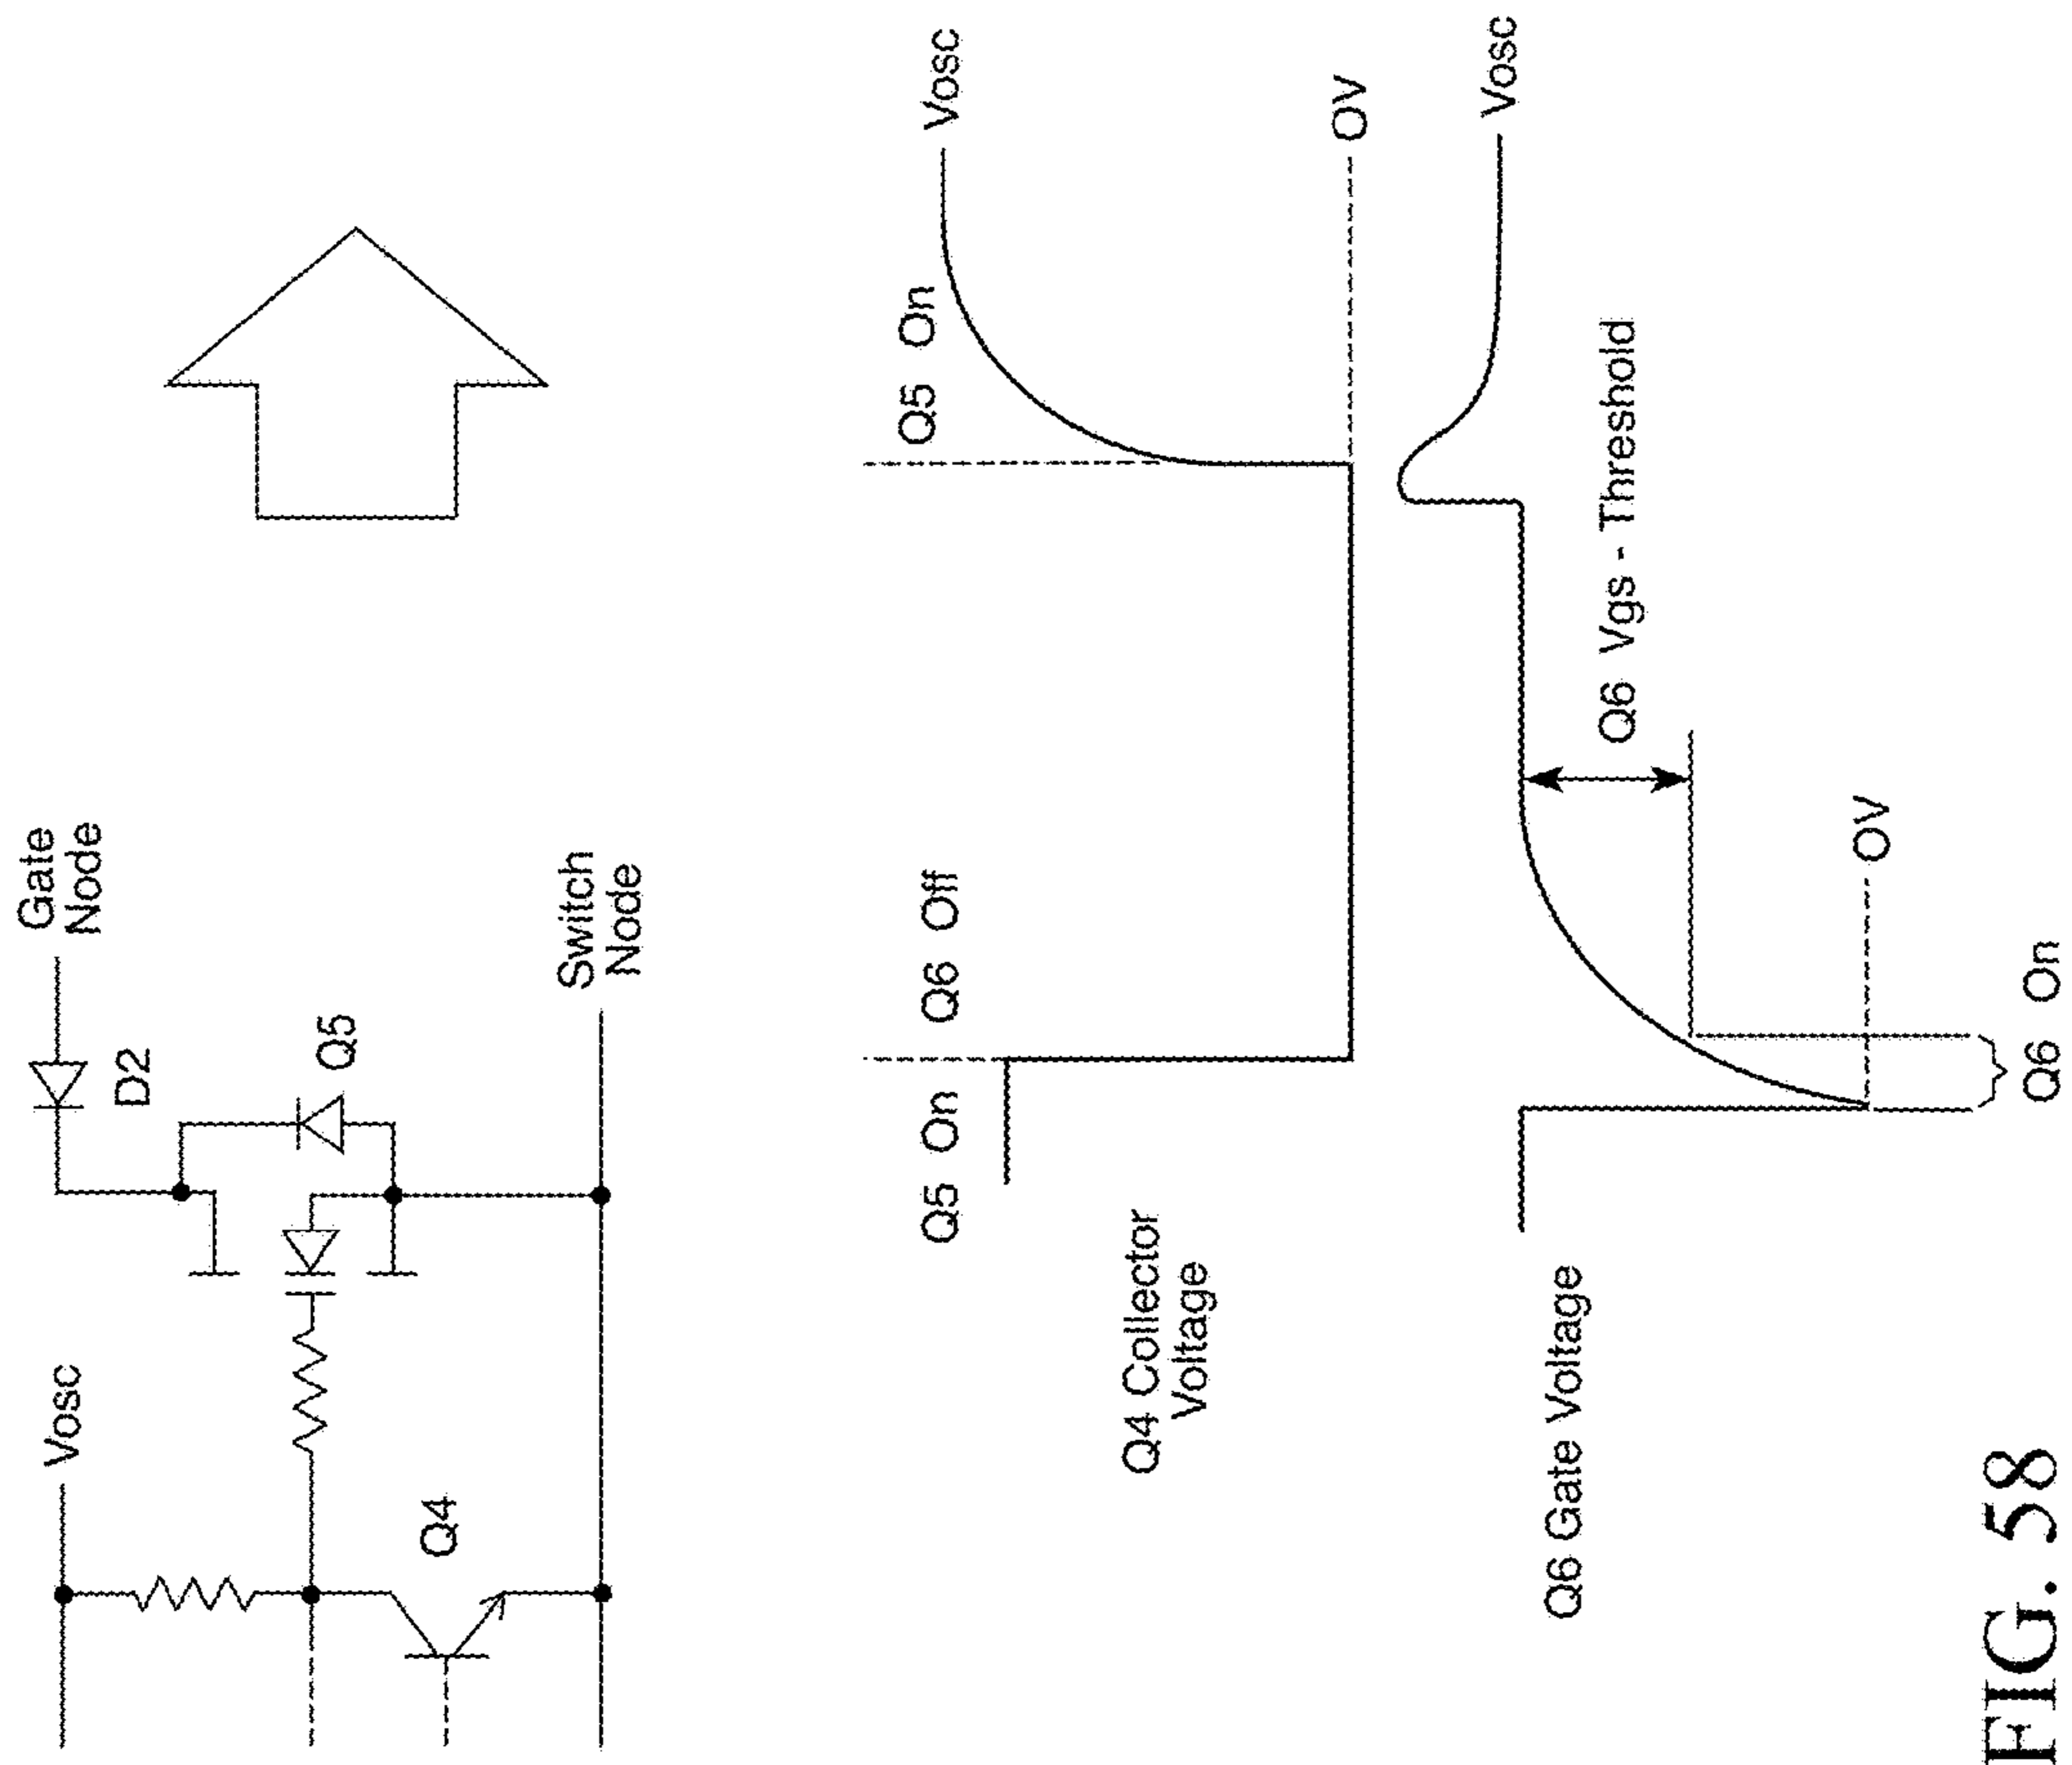 Vosc
Gate
Node
D2
Q5
Q4
Switch
Node
Q5 On
Q6 Off
Q5 On
Vosc
Q4 Collector
Voltage
OV
Q6 Gate Voltage
Vosc
Q6 Vgs - Threshold
OV
Q6 On
FIG. 58